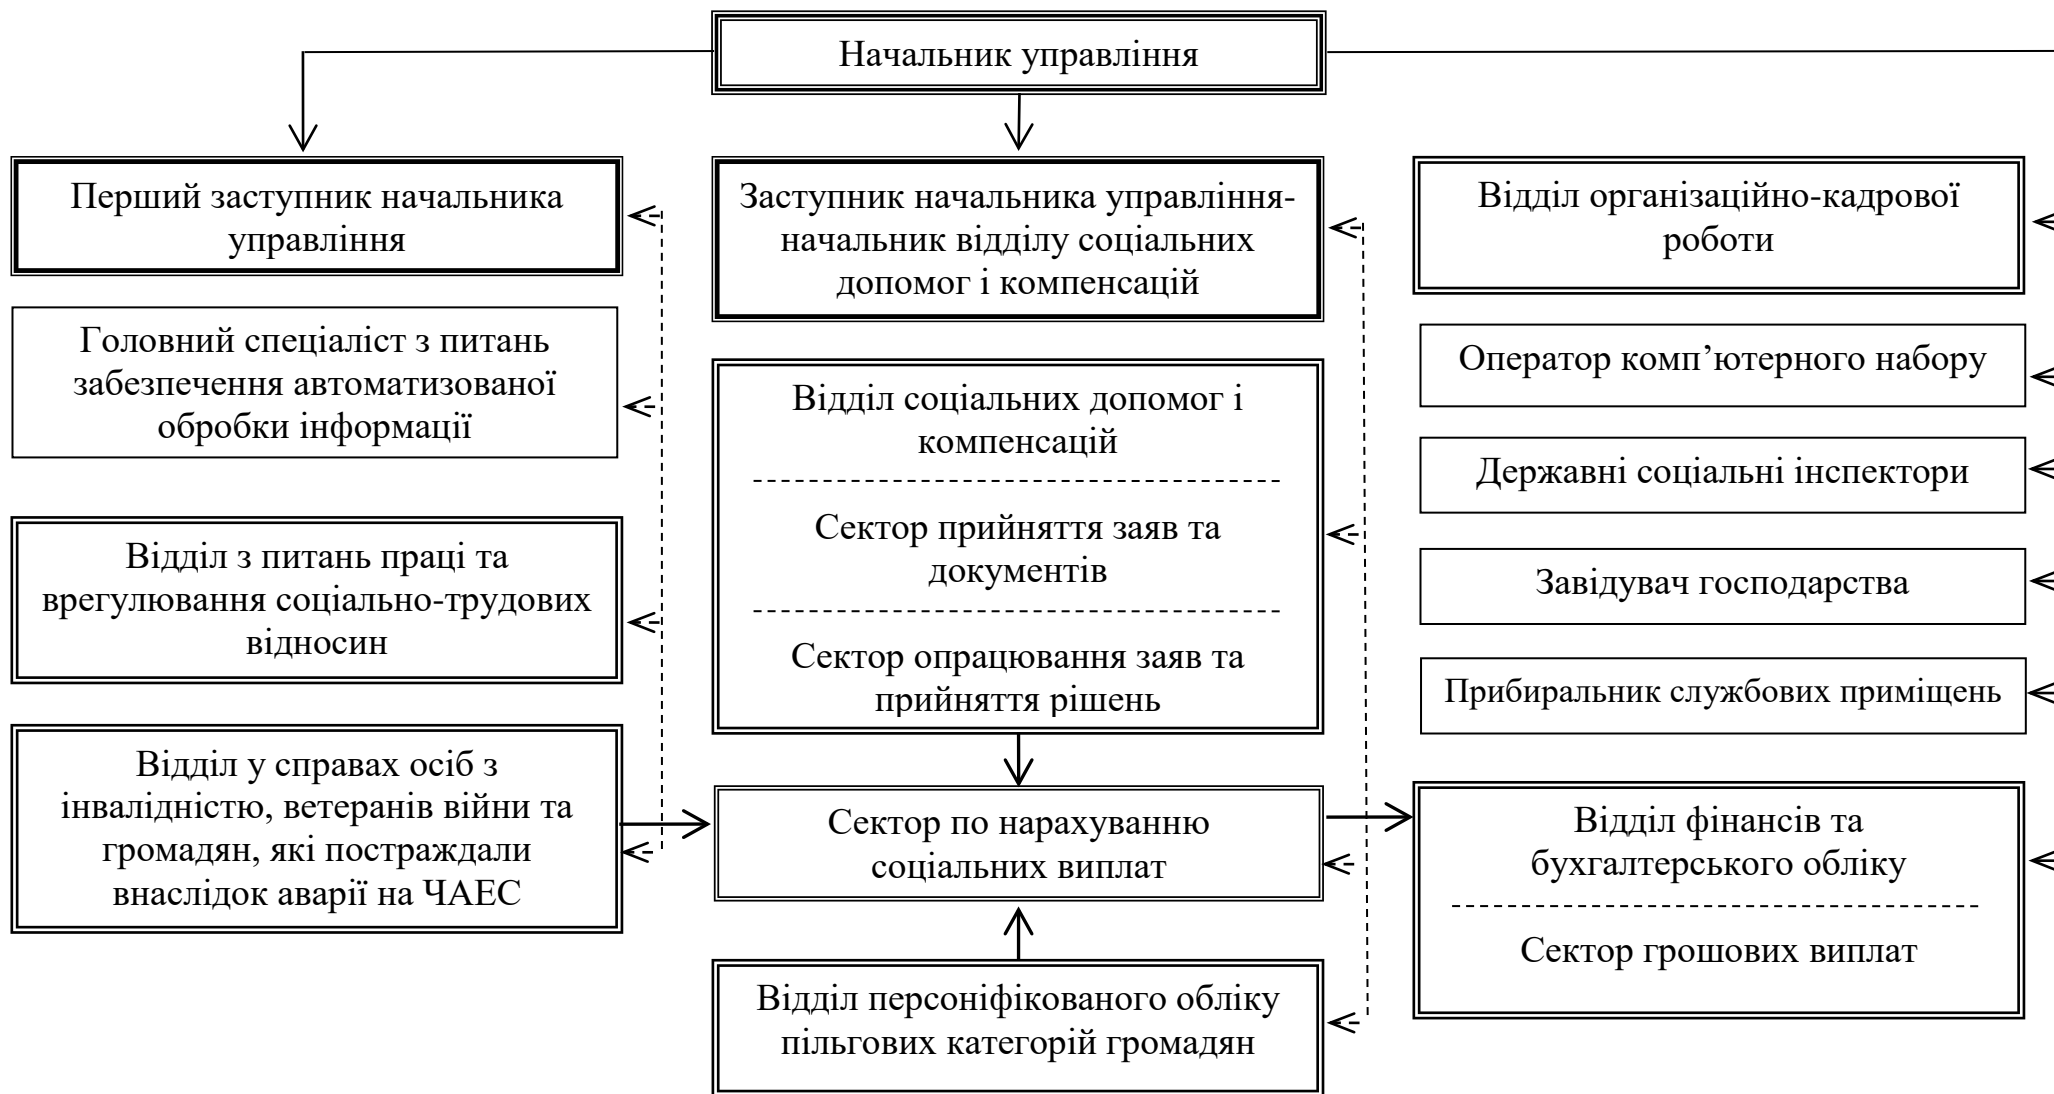 Начальник управління
Перший заступник начальника
управління
Головний спеціаліст з питань
забезпечення автоматизованої
обробки інформації
Відділ з питань праці та
врегулювання соціально-трудових
відносин
Відділ у справах осіб з
інвалідністю, ветеранів війни та
громадян, які постраждали
внаслідок аварії на ЧАЕС
Заступник начальника управління-
начальник відділу соціальних
допомог і компенсацій
Відділ соціальних допомог і
компенсацій
Сектор прийняття заяв та
документів
Сектор опрацювання заяв та
прийняття рішень
Сектор по нарахуванню
соціальних виплат
Відділ персоніфікованого обліку
пільгових категорій громадян
Відділ організаційно-кадрової
роботи
Оператор комп’ютерного набору
Державні соціальні інспектори
Завідувач господарства
Прибиральник службових приміщень
Відділ фінансів та
бухгалтерського обліку
Сектор грошових виплат